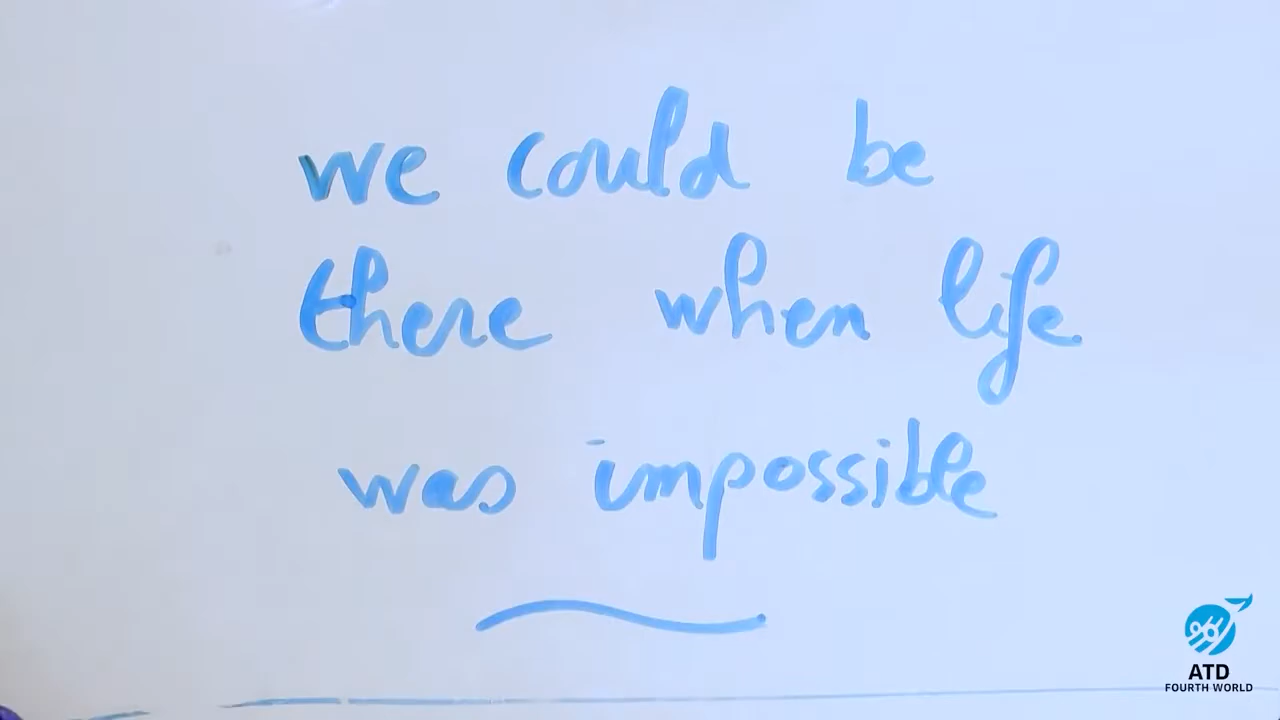 we could be
there when life
was impossible
ATD
FOURTH WORLD